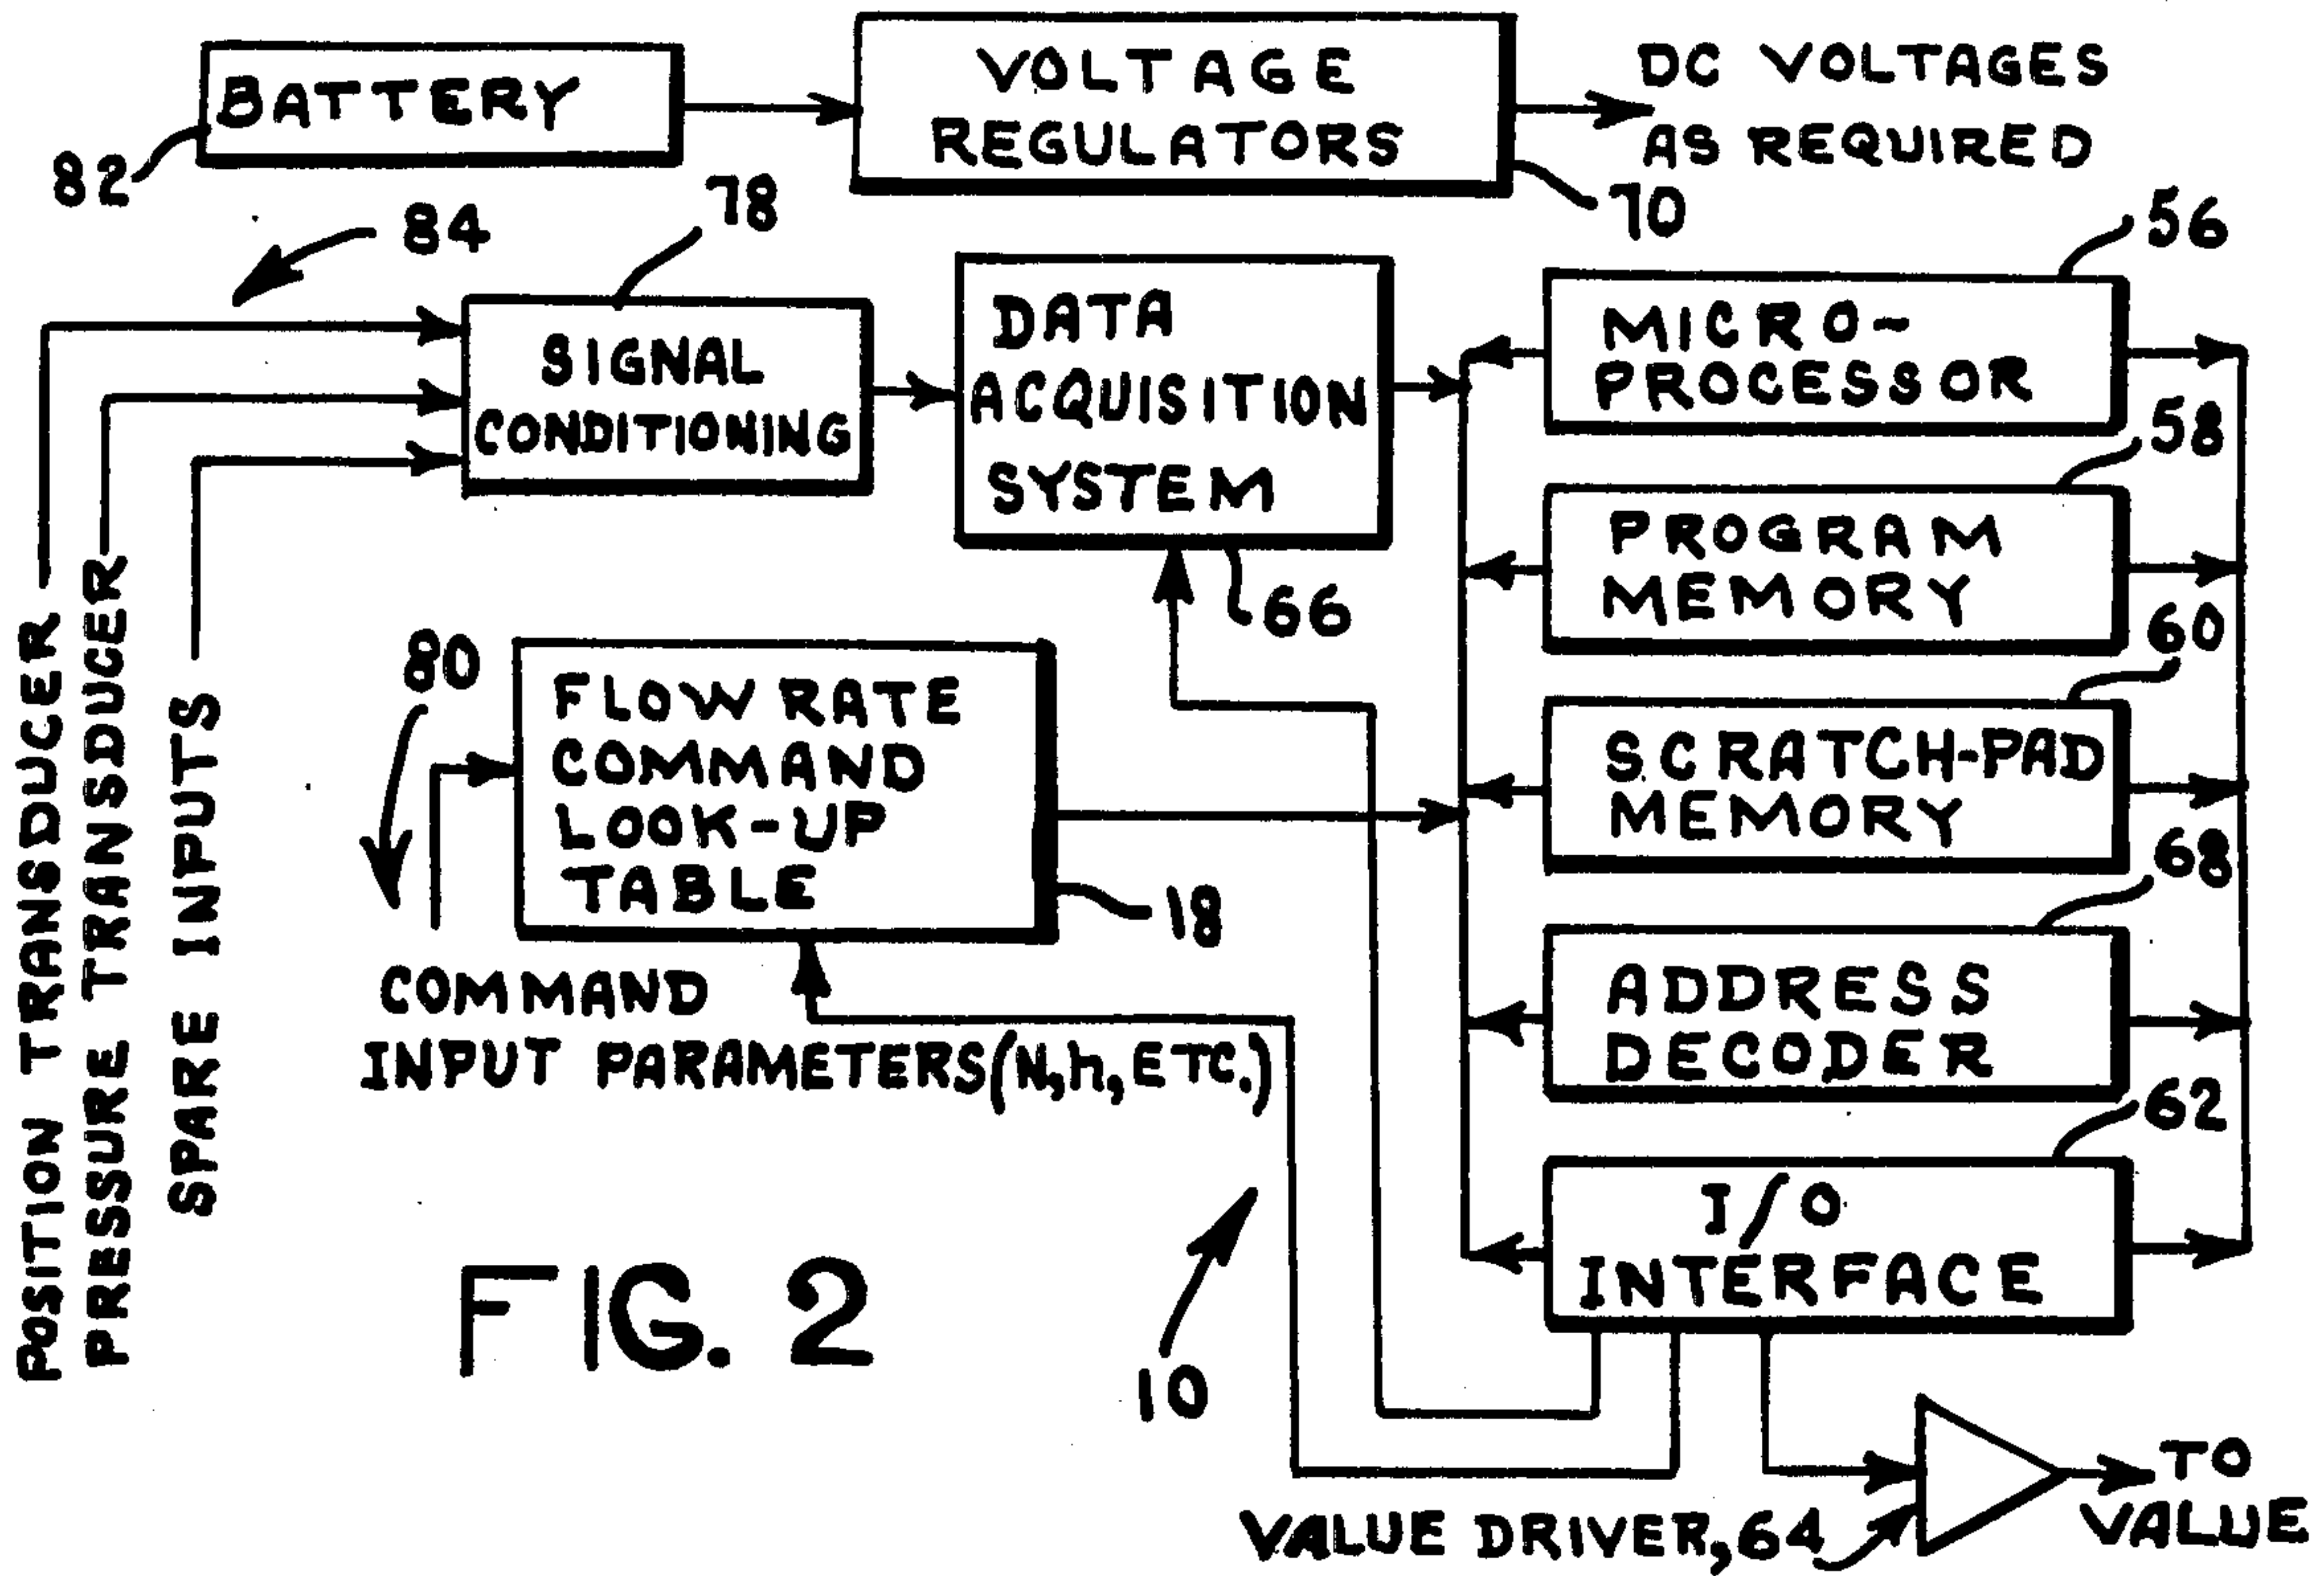 BATTERY
VOLTAGE
REGULATORS
DC VOLTAGES
AS REQUIRED
82
84
78
70
56
SIGNAL
CONDITIONING
DATA
ACQUISITION
SYSTEM
MICRO-
PROCESSOR
58
PROGRAM
MEMORY
66
60
80
FLOW RATE
COMMAND
LOOK-UP
TABLE
18
SCRATCH-PAD
MEMORY
68
POSITION TRANSDUCER
PRESSURE TRANSDUCER
SPARE INPUTS
COMMAND
INPUT PARAMETERS(N,h,ETC.)
ADDRESS
DECODER
62
I/O
INTERFACE
FIG. 2
10
VALUE DRIVER,64
TO
VALUE